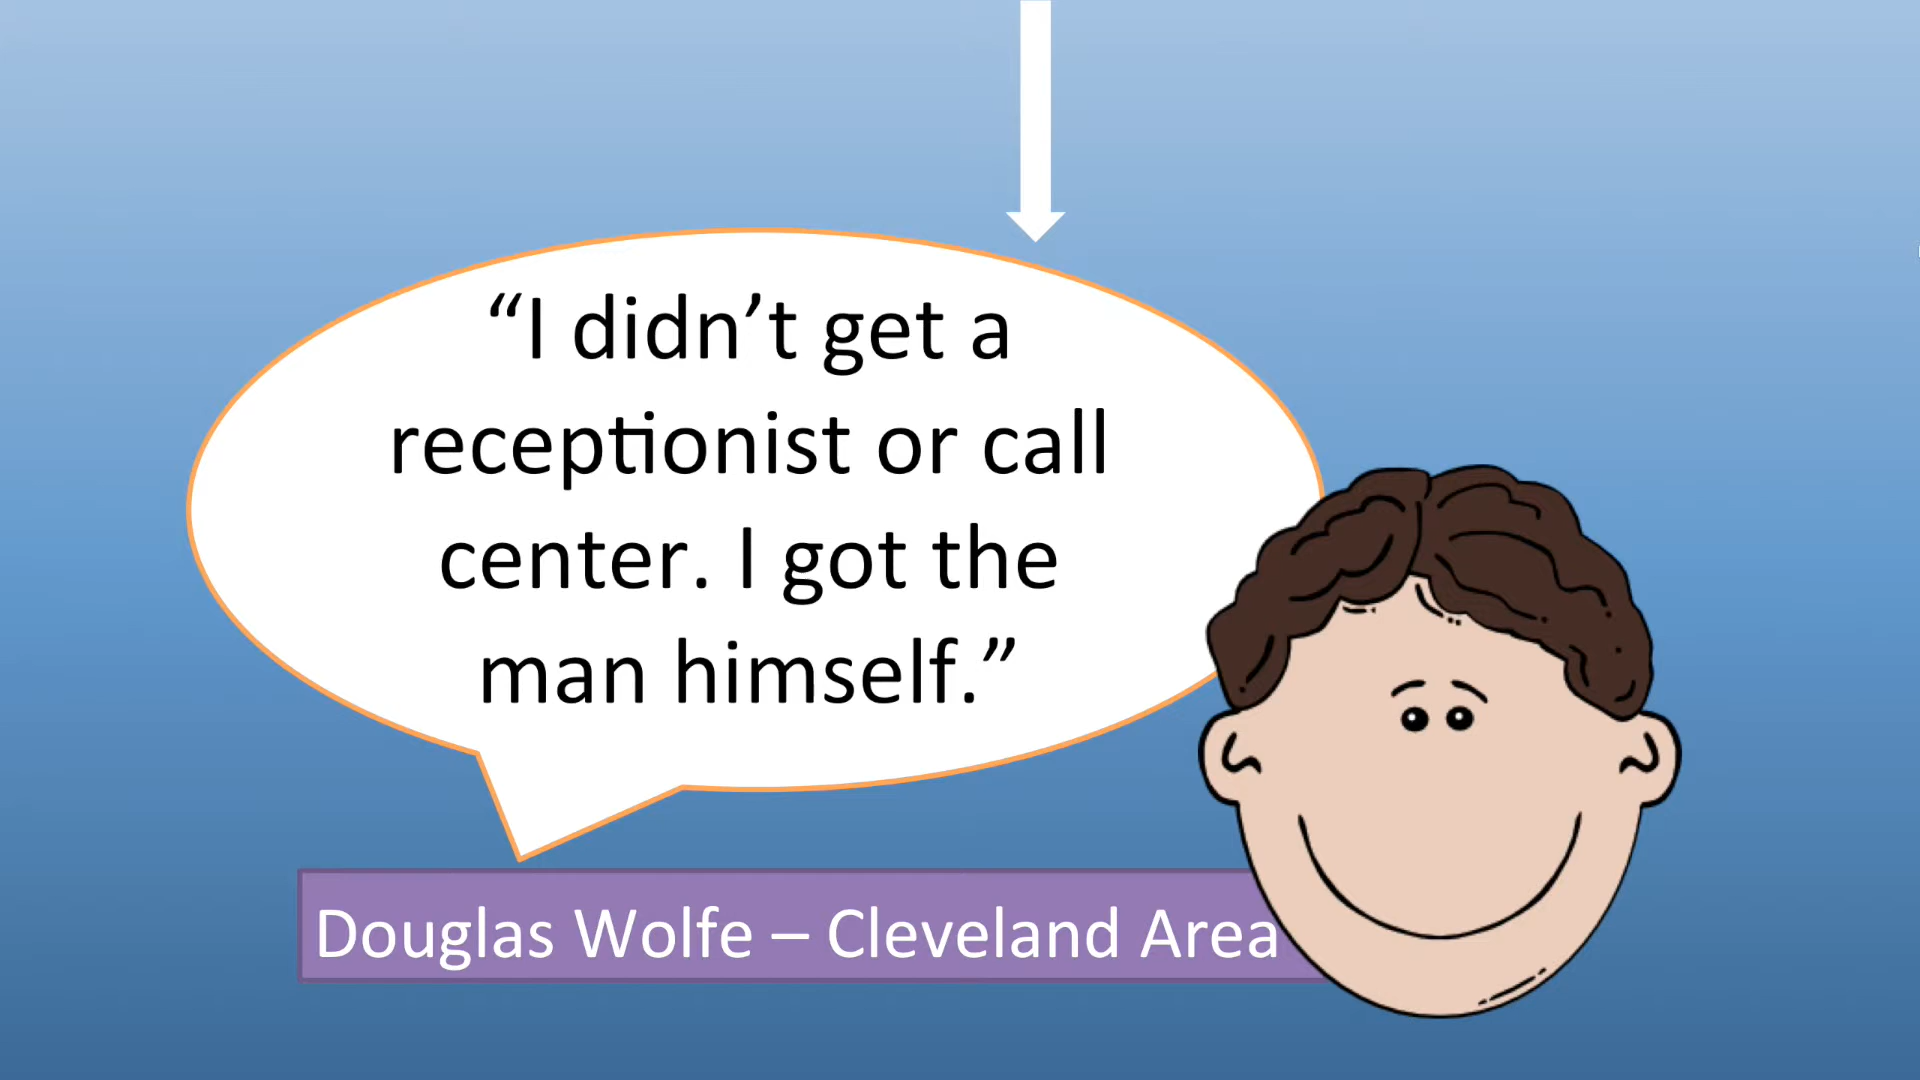 “I didn’t get a
receptionist or call
center. I got the
man himself.”
Douglas Wolfe – Cleveland Area